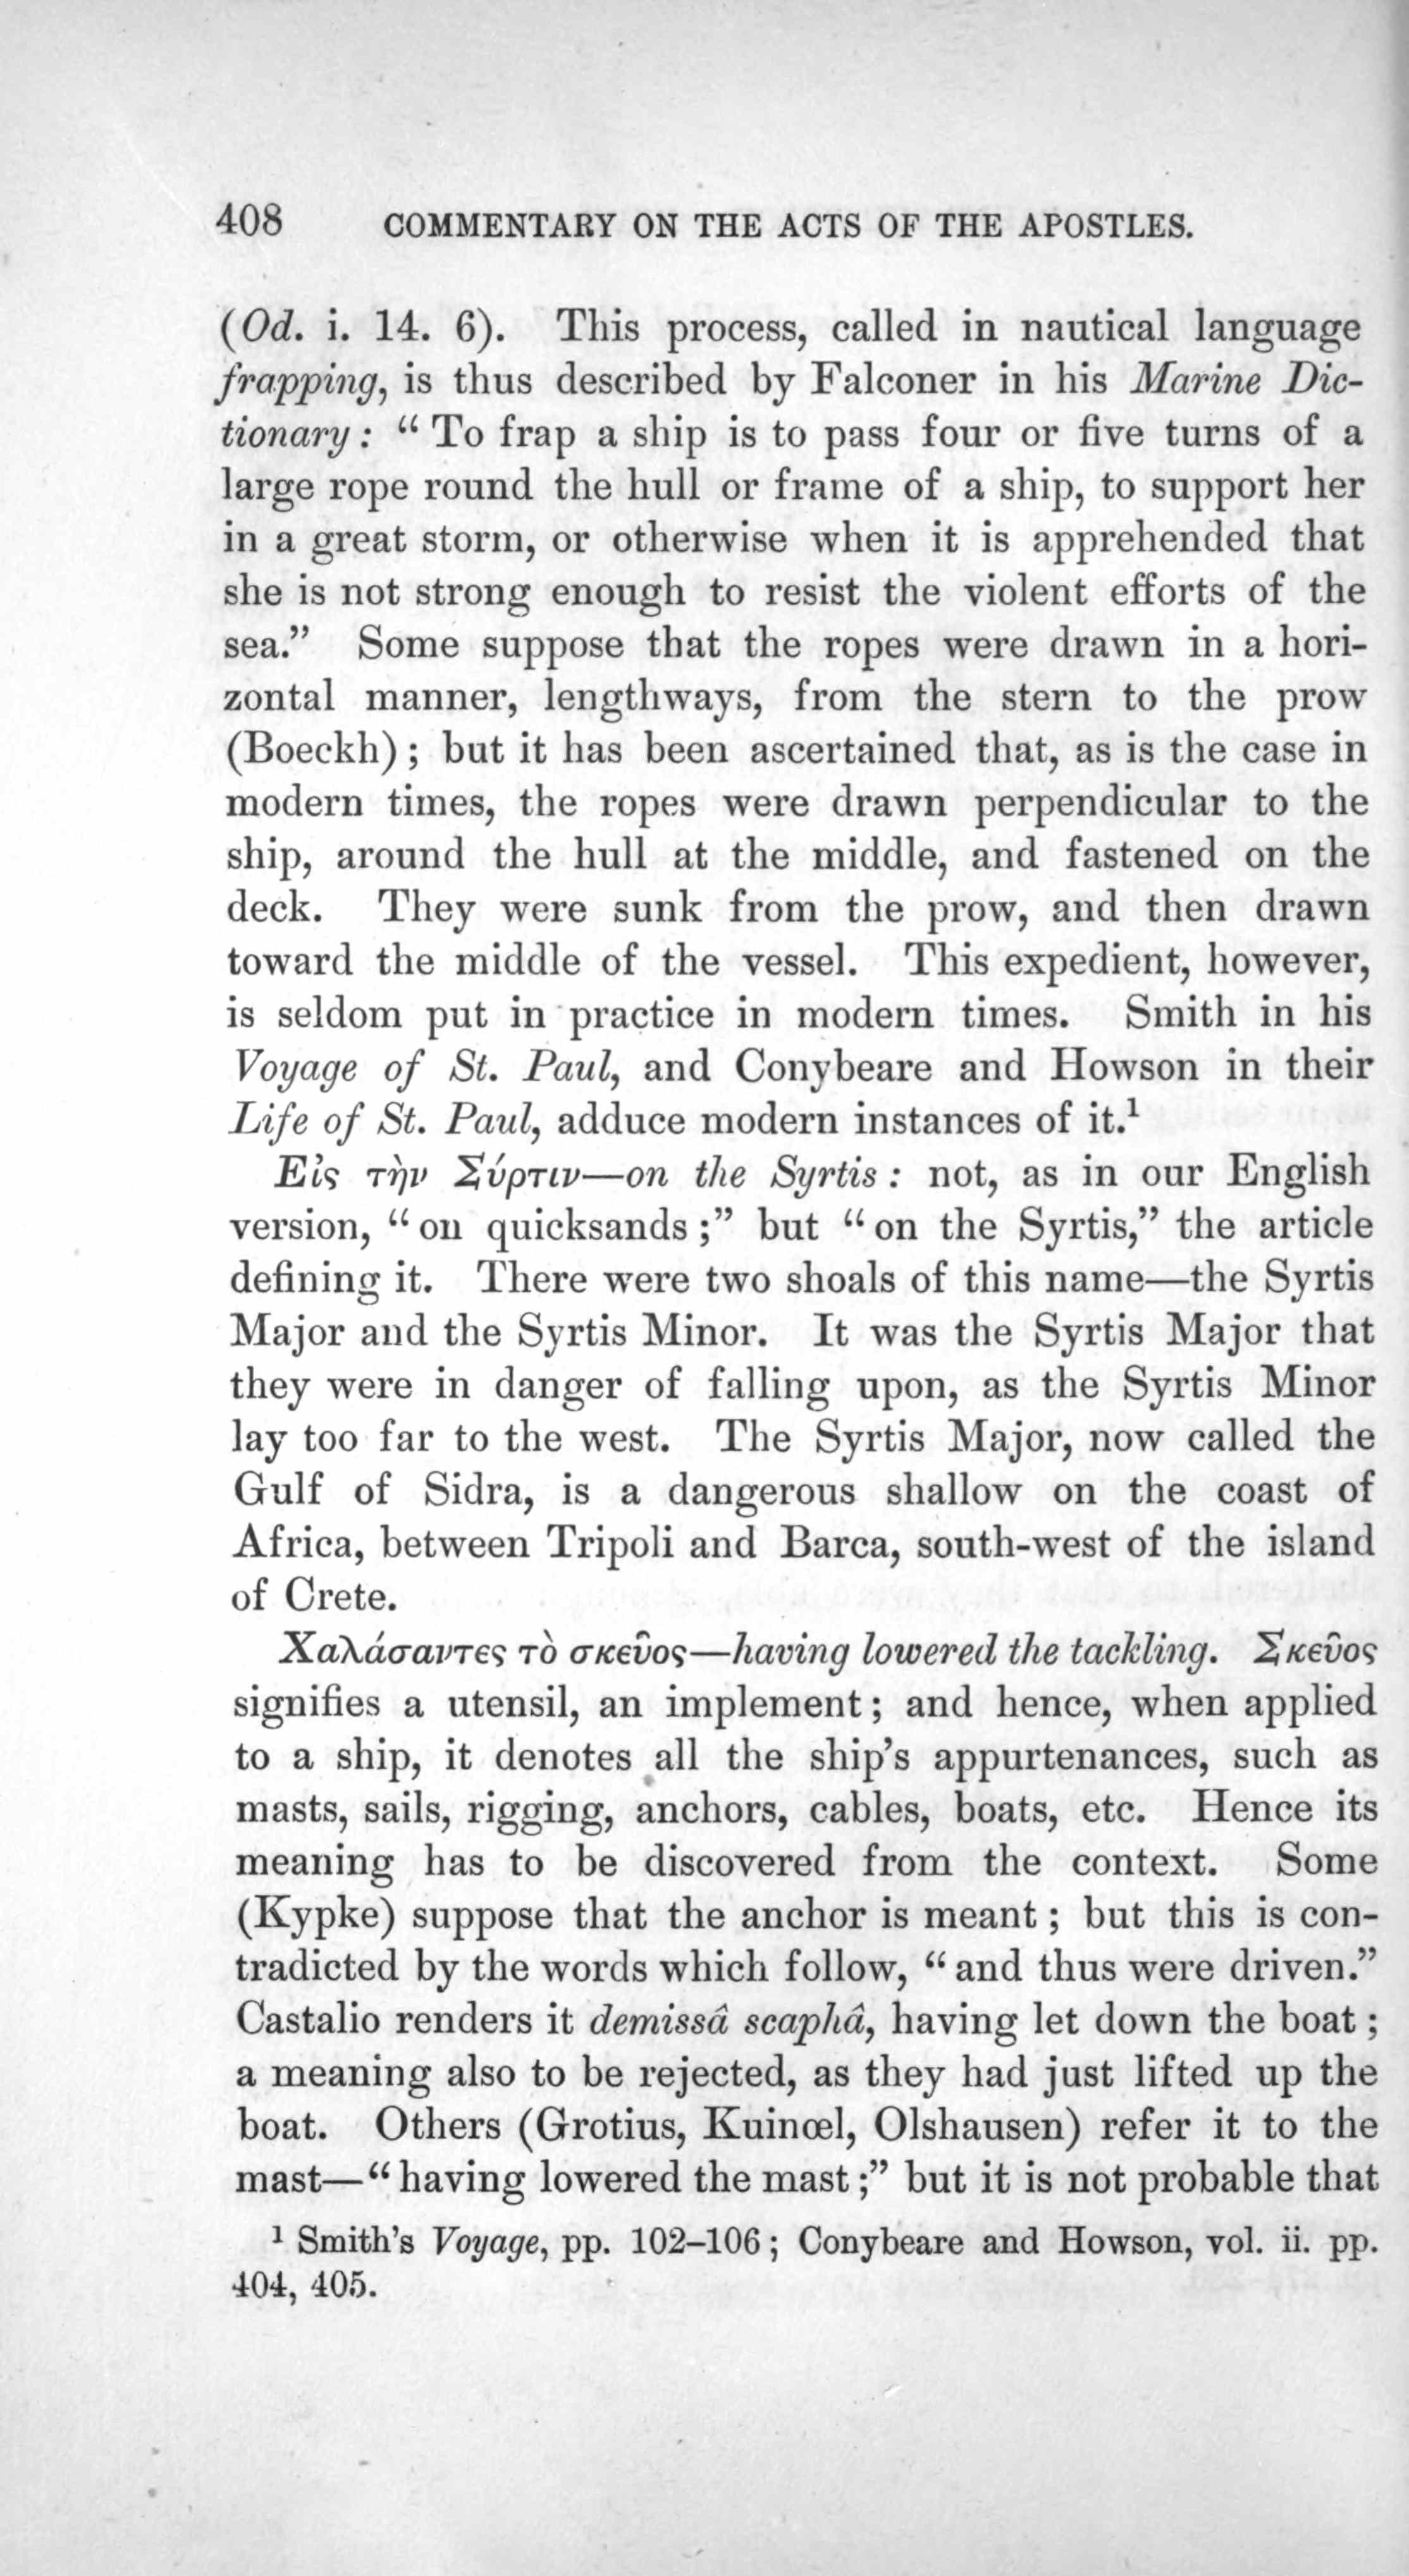 408 COMMENTARY ON THE ACTS OF THE APOSTLES.
(Od. i. 14. 6). This process, called in nautical language
frapping, is thus described by Falconer in his Marine Dic-
tionary: “To frap a ship is to pass four or five turns of a
large rope round the hull or frame of a ship, to support her
in a great storm, or otherwise when it is apprehended that
she is not strong enough to resist the violent efforts of the
sea.” Some suppose that the ropes were drawn in a hori-
zontal manner, lengthways, from the stern to the prow
(Boeckh); but it has been ascertained that, as is the case in
modern times, the ropes were drawn perpendicular to the
ship, around the hull at the middle, and fastened on the
deck. They were sunk from the prow, and then drawn
toward the middle of the vessel. This expedient, however,
is seldom put in practice in modern times. Smith in his
Voyage of St. Paul, and Conybeare and Howson in their
Life of St. Paul, adduce modern instances of it.¹
Εἰς τὴν Σύρτιν—on the Syrtis: not, as in our English
version, “on quicksands;” but “on the Syrtis,” the article
defining it. There were two shoals of this name—the Syrtis
Major and the Syrtis Minor. It was the Syrtis Major that
they were in danger of falling upon, as the Syrtis Minor
lay too far to the west. The Syrtis Major, now called the
Gulf of Sidra, is a dangerous shallow on the coast of
Africa, between Tripoli and Barca, south-west of the island
of Crete.
Χαλάσαντες τὸ σκεῦος—having lowered the tackling. Σκεῦος
signifies a utensil, an implement; and hence, when applied
to a ship, it denotes all the ship’s appurtenances, such as
masts, sails, rigging, anchors, cables, boats, etc. Hence its
meaning has to be discovered from the context. Some
(Kypke) suppose that the anchor is meant; but this is con-
tradicted by the words which follow, “and thus were driven.”
Castalio renders it demissâ scaphâ, having let down the boat;
a meaning also to be rejected, as they had just lifted up the
boat. Others (Grotius, Kuinœl, Olshausen) refer it to the
mast—“having lowered the mast;” but it is not probable that
¹ Smith’s Voyage, pp. 102–106; Conybeare and Howson, vol. ii. pp.
404, 405.